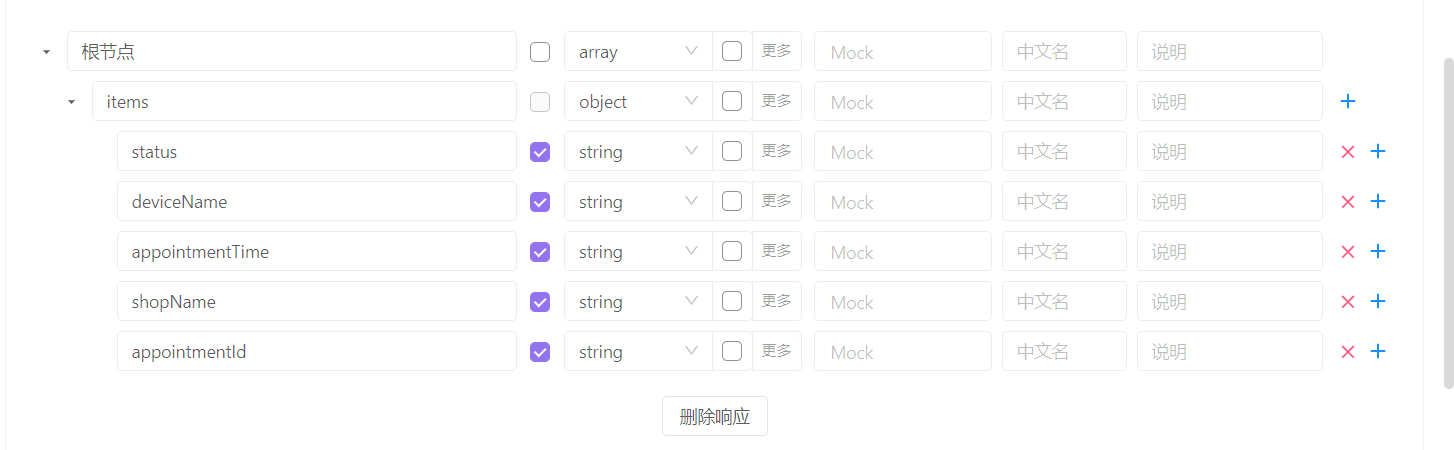 根节点 array 更多 Mock 中文名 说明
items object 更多 Mock 中文名 说明
status string 更多 Mock 中文名 说明
deviceName string 更多 Mock 中文名 说明
appointmentTime string 更多 Mock 中文名 说明
shopName string 更多 Mock 中文名 说明
appointmentId string 更多 Mock 中文名 说明
删除响应